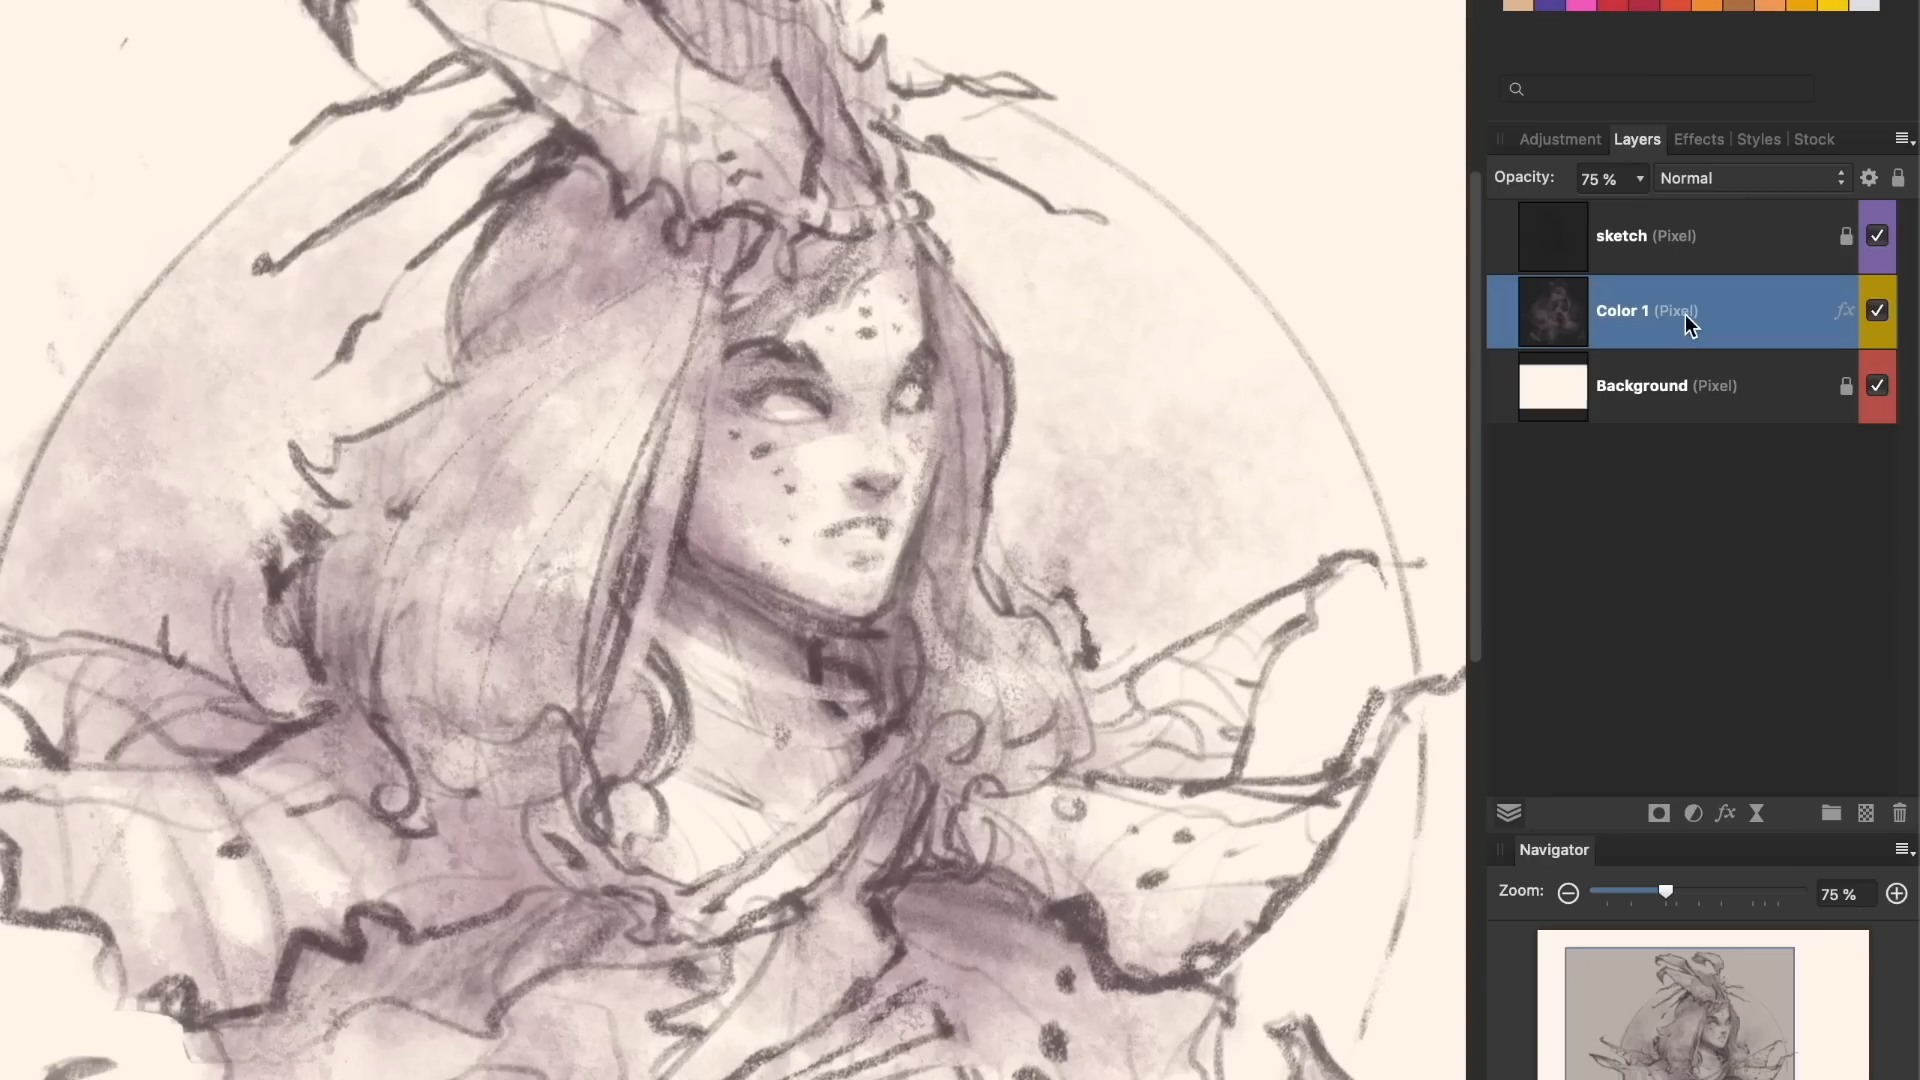 Adjustment Layers Effects Styles Stock
Opacity: 75 % Normal
sketch (Pixel)
Color 1 (Pixel) fx
Background (Pixel)
fx
Navigator
Zoom: 75 %